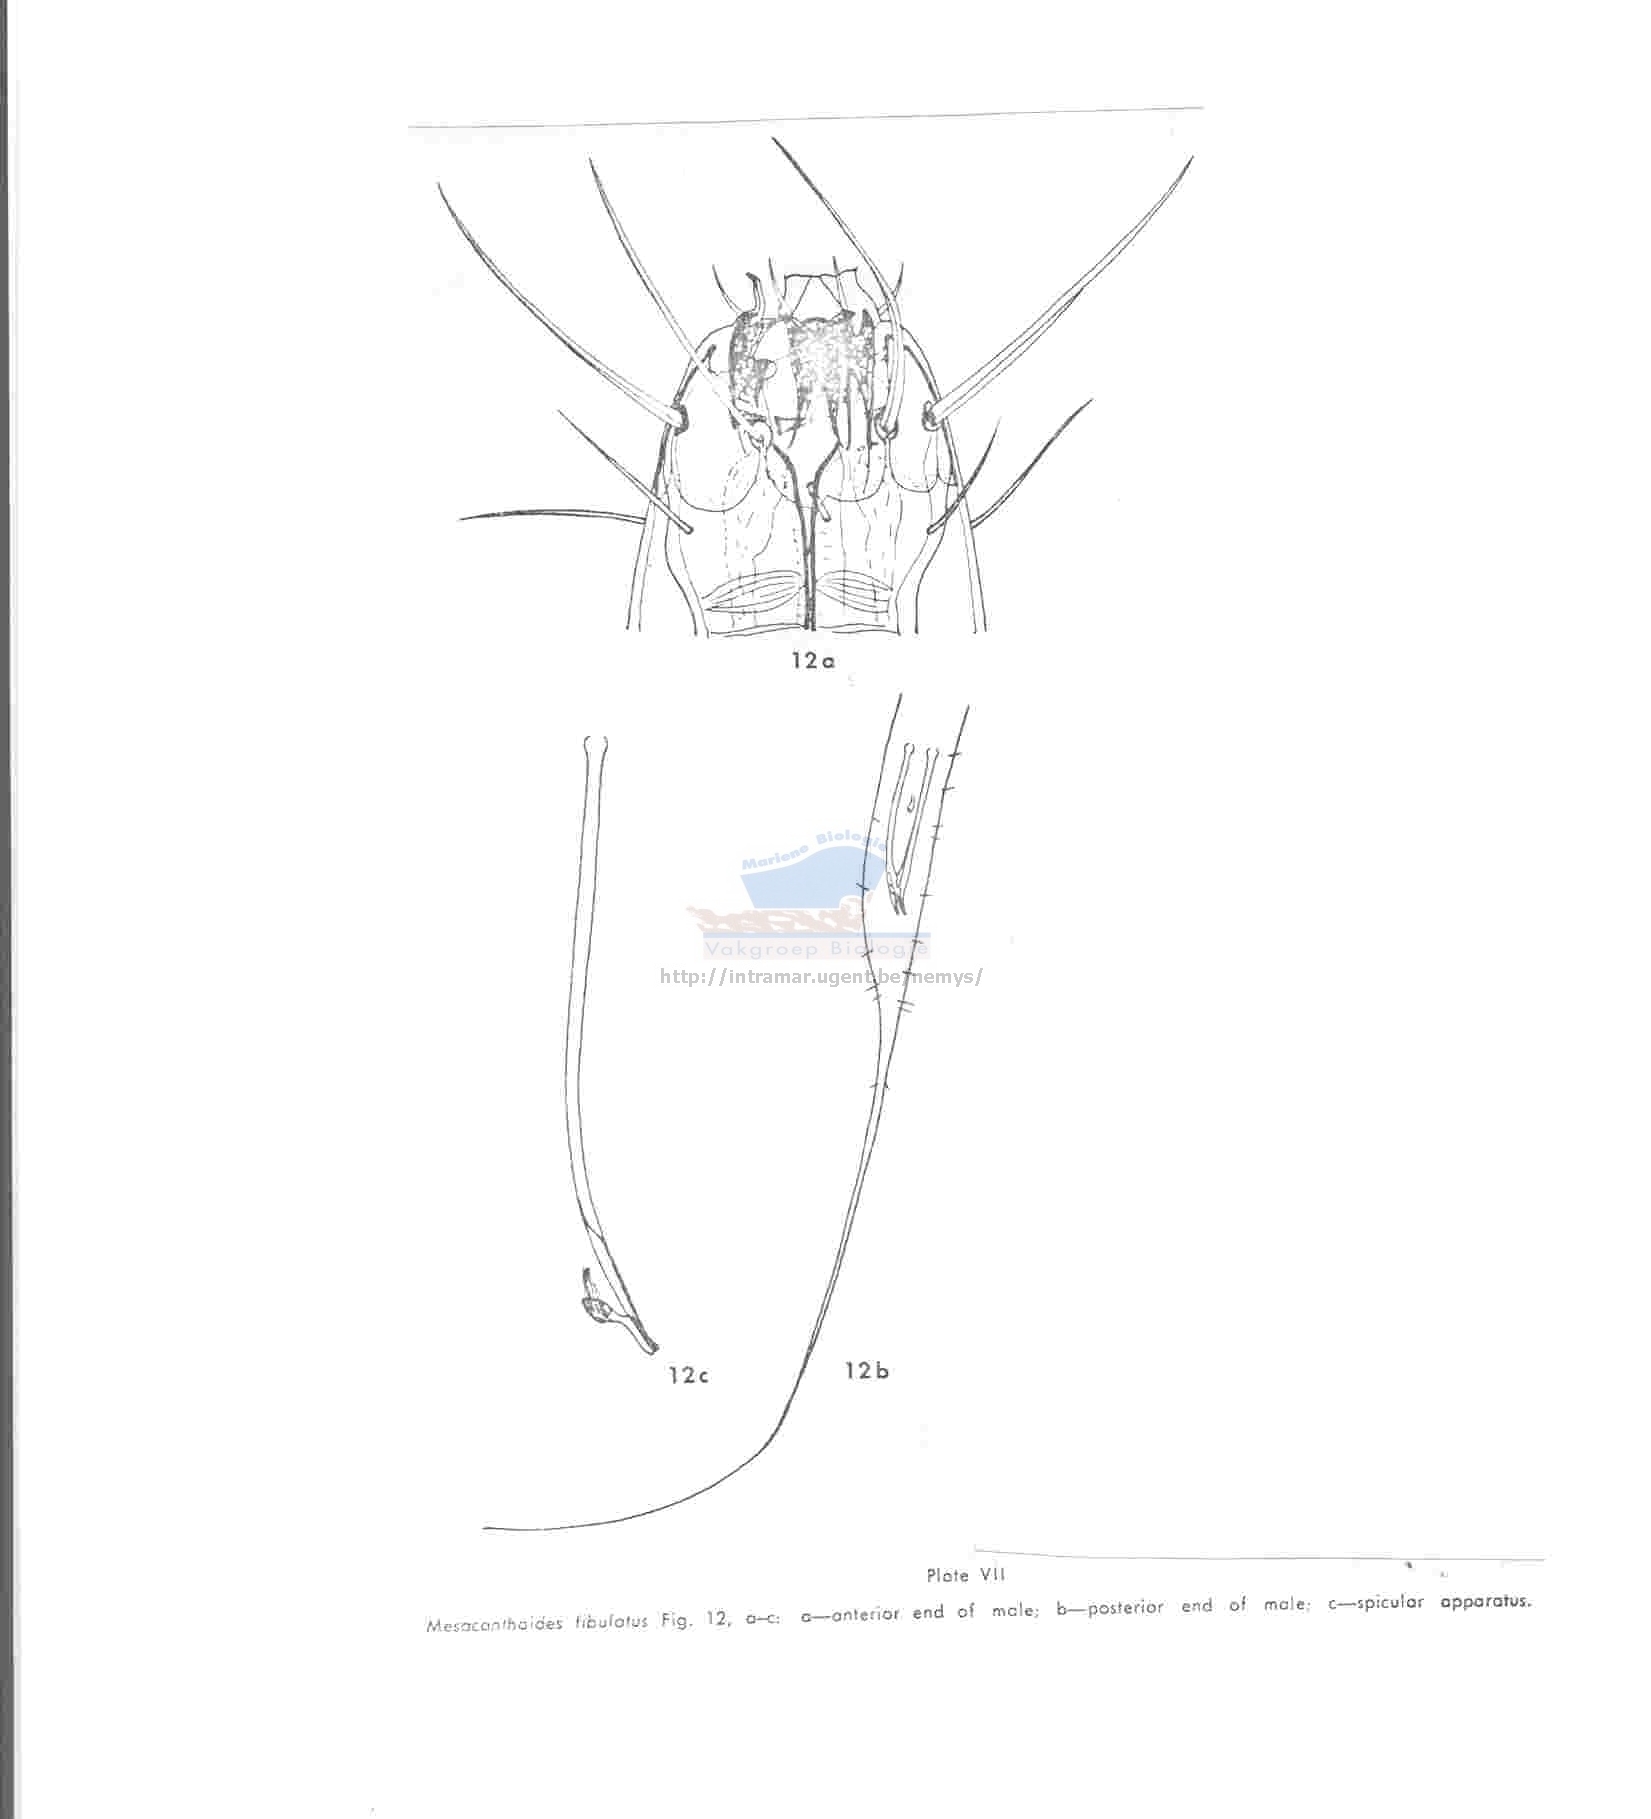 12a
Mariene Biologie
Vakgroep Biologie
http://intramar.ugent.be/nemys/
12c
12b
Plate VII
Mesacanthoides fibulatus Fig. 12, a—c: a—anterior end of male; b—posterior end of male; c—spicular apparatus.